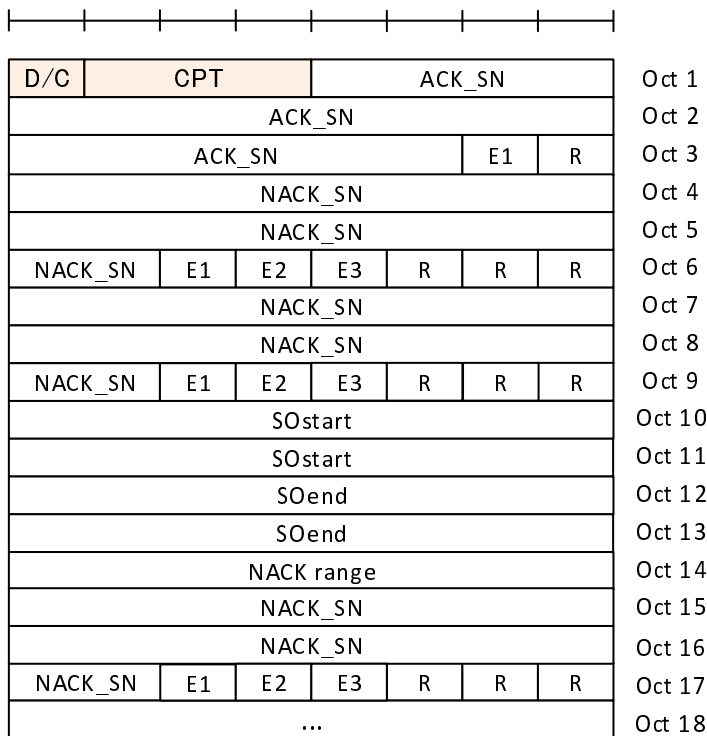 D/C CPT ACK_SN Oct 1
ACK_SN Oct 2
ACK_SN E1 R Oct 3
NACK_SN Oct 4
NACK_SN Oct 5
NACK_SN E1 E2 E3 R R R Oct 6
NACK_SN Oct 7
NACK_SN Oct 8
NACK_SN E1 E2 E3 R R R Oct 9
SOstart Oct 10
SOstart Oct 11
SOend Oct 12
SOend Oct 13
NACK range Oct 14
NACK_SN Oct 15
NACK_SN Oct 16
NACK_SN E1 E2 E3 R R R Oct 17
... Oct 18